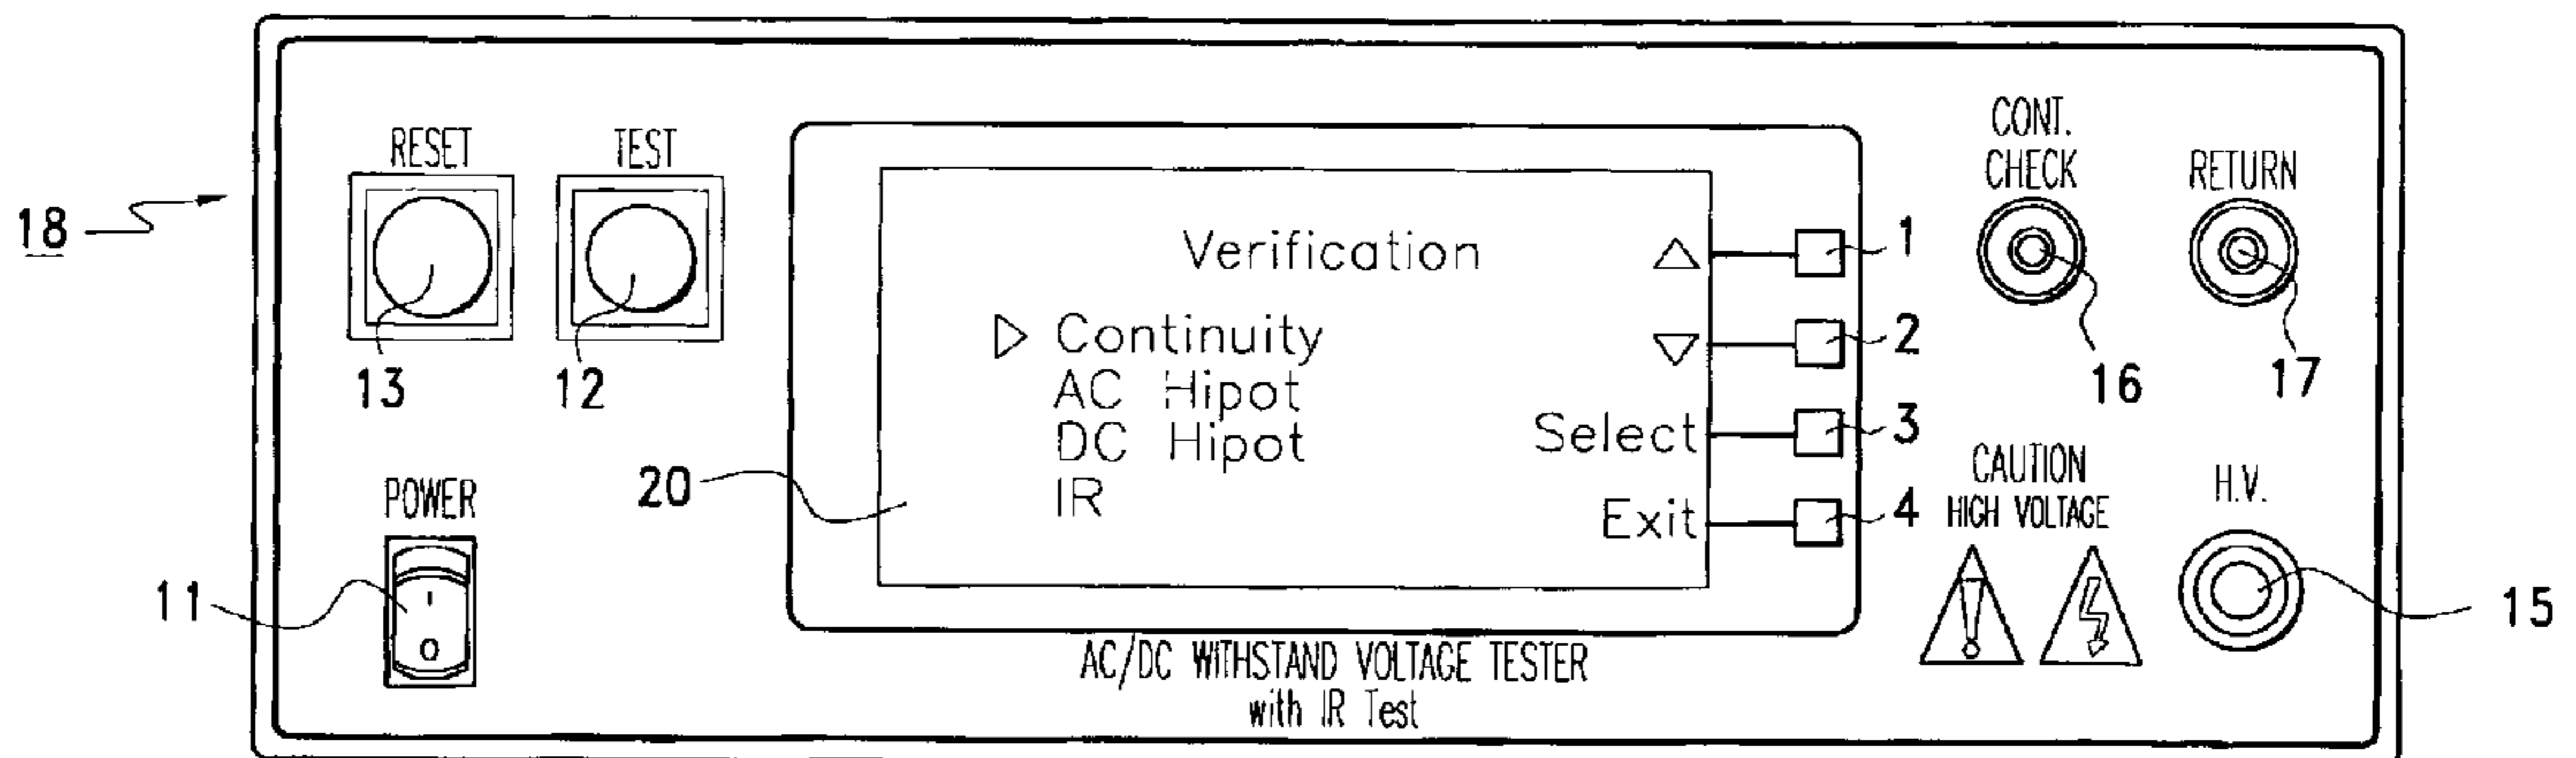 18
RESET
13
TEST
12
POWER
11
I
O
Verification
Continuity
AC Hipot
DC Hipot
IR
Select
Exit
20
1
2
3
4
AC/DC WITHSTAND VOLTAGE TESTER
with IR Test
CONT.
CHECK
16
RETURN
17
CAUTION
HIGH VOLTAGE
H.V.
15